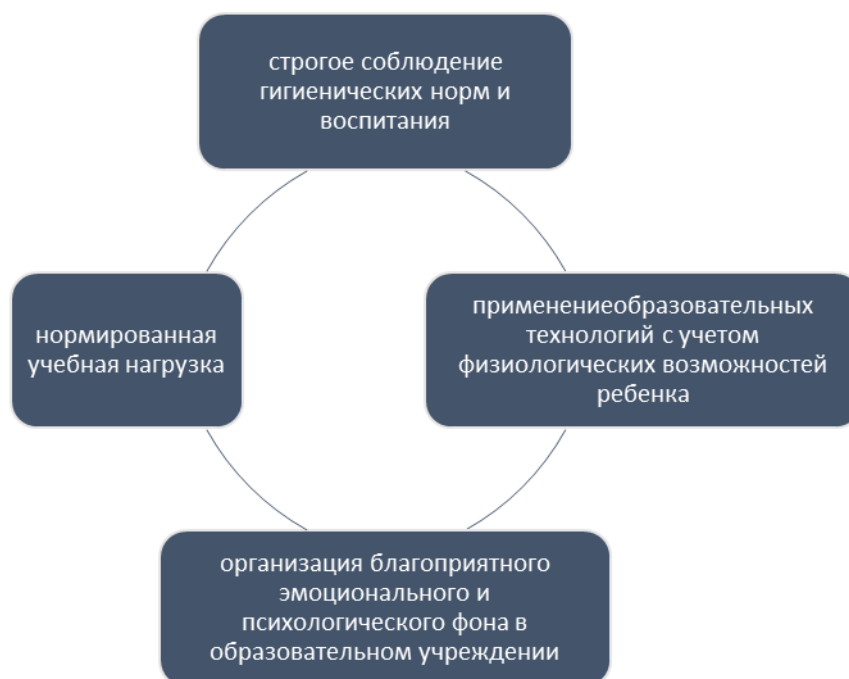 строгое соблюдение
гигиенических норм и
воспитания
нормированная
учебная нагрузка
применениеобразовательных
технологий с учетом
физиологических возможностей
ребенка
организация благоприятного
эмоционального и
психологического фона в
образовательном учреждении